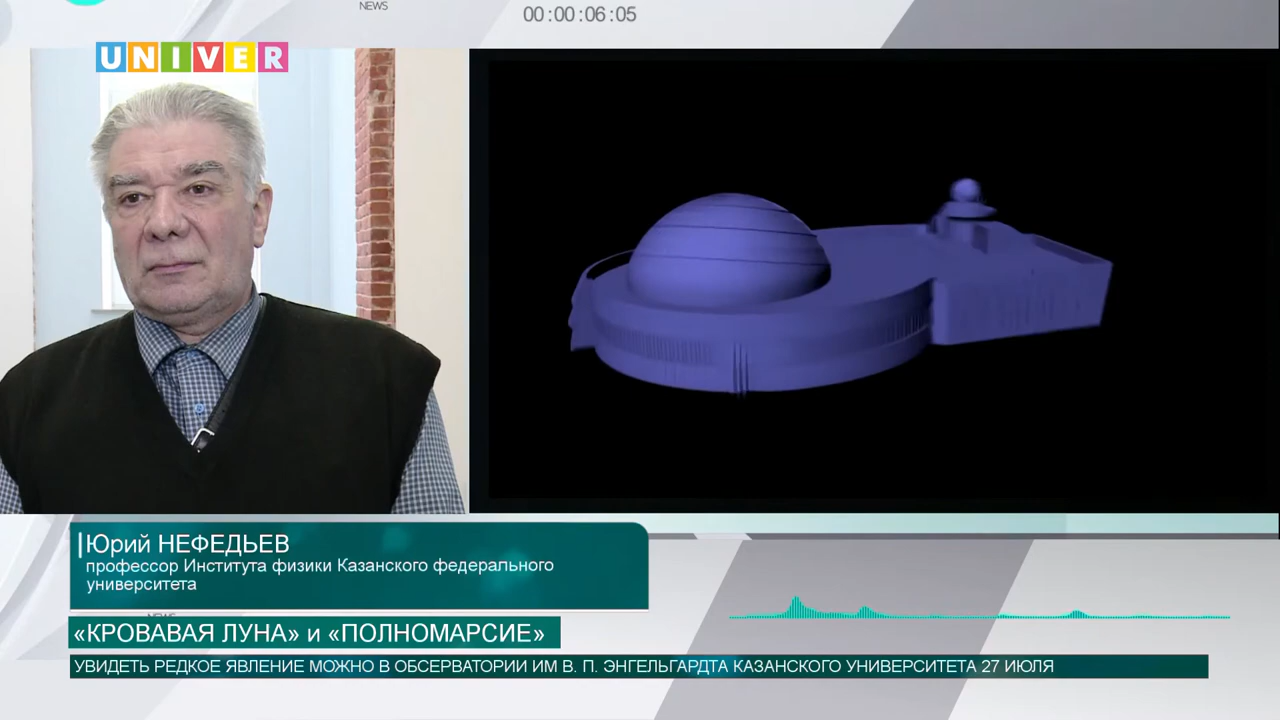 NEWS
00:00:06:05
UNIVER
Юрий НЕФЕДЬЕВ
профессор Института физики Казанского федерального
университета
«КРОВАВАЯ ЛУНА» и «ПОЛНОМАРСИЕ»
УВИДЕТЬ РЕДКОЕ ЯВЛЕНИЕ МОЖНО В ОБСЕРВАТОРИИ ИМ В. П. ЭНГЕЛЬГАРДТА КАЗАНСКОГО УНИВЕРСИТЕТА 27 ИЮЛЯ